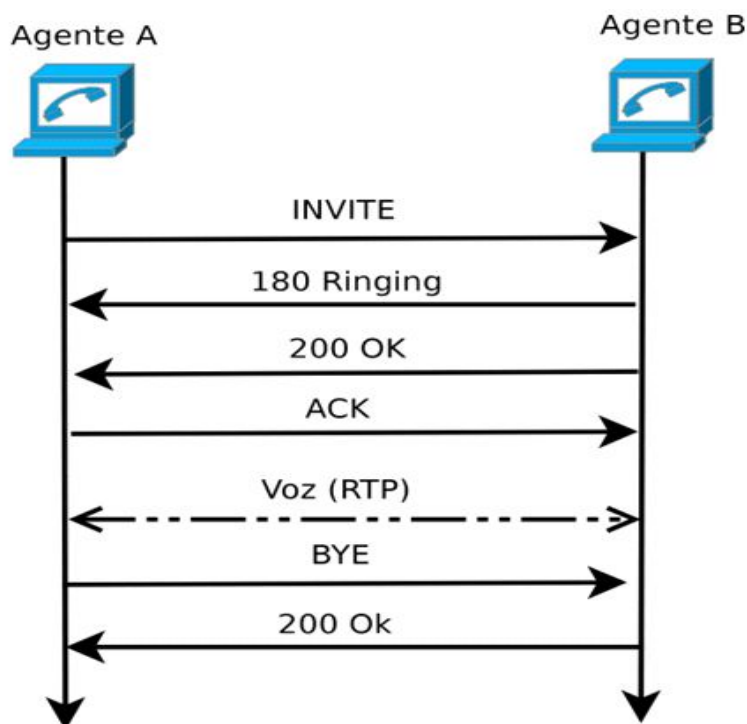 Agente A
Agente B
INVITE
180 Ringing
200 OK
ACK
Voz (RTP)
BYE
200 Ok